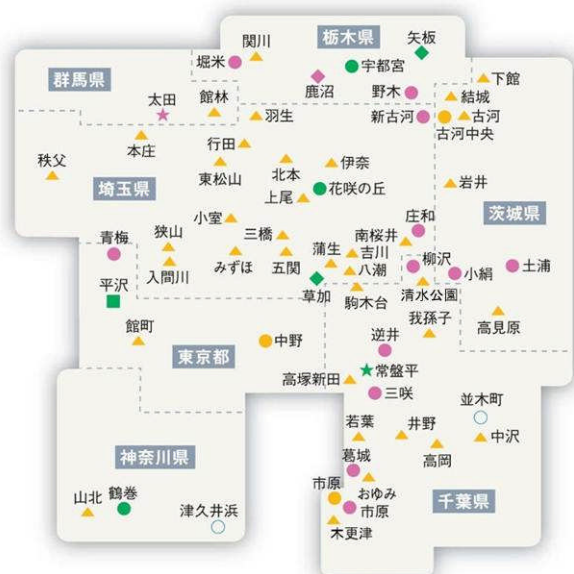 栃木県
関川
矢板
堀米
宇都宮
群馬県
鹿沼
野木
下館
結城
太田
館林
羽生
新古河
古河
古河中央
本庄
行田
秩父
東松山
北本
伊奈
埼玉県
上尾
花咲の丘
岩井
茨城県
小室
庄和
青梅
狭山
三橋
南桜井
蒲生
吉川
柳沢
土浦
入間川
みずほ
五関
八潮
小絹
平沢
草加
駒木台
清水公園
高見原
我孫子
館町
中野
逆井
東京都
常盤平
高塚新田
三咲
並木町
若葉
井野
中沢
高岡
神奈川県
葛城
市原
おゆみ
千葉県
山北
鶴巻
津久井浜
市原
木更津